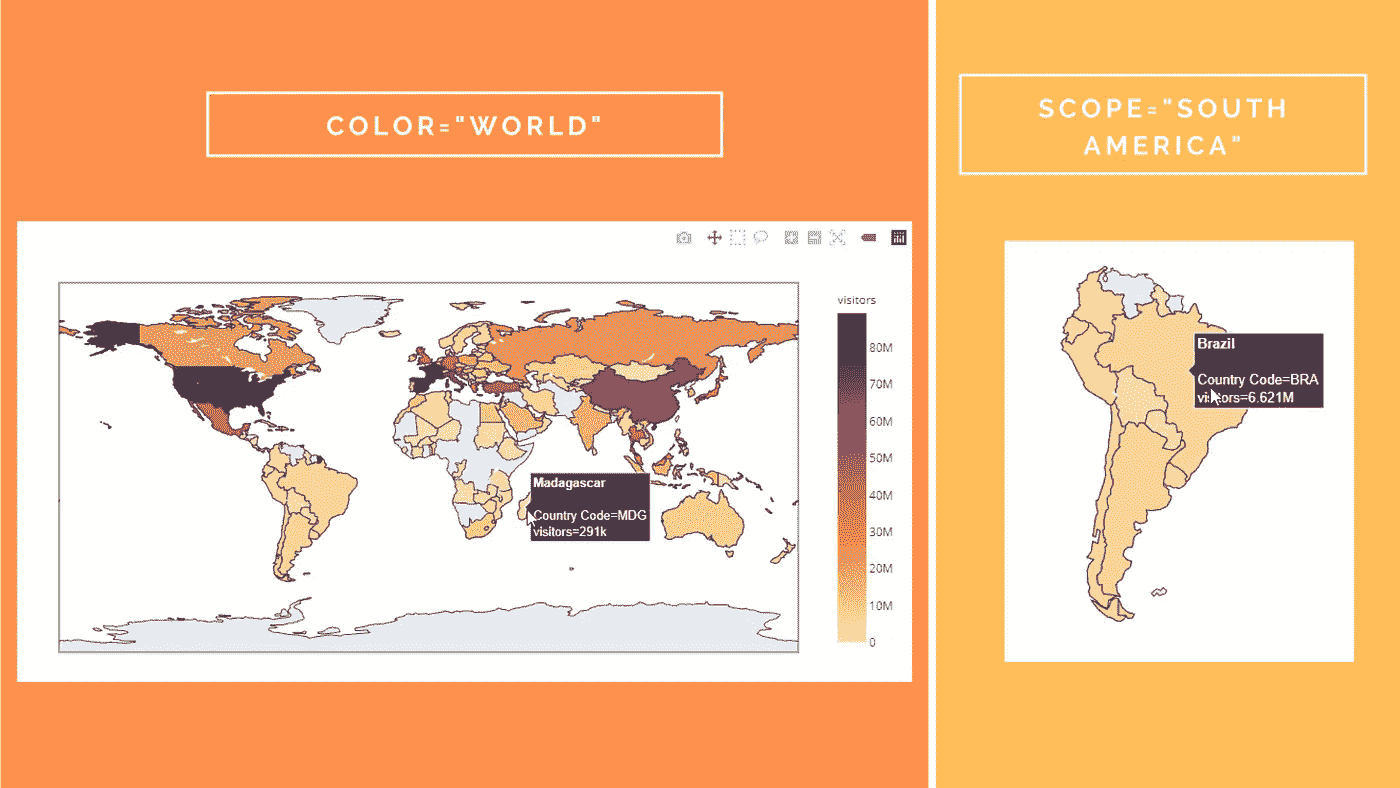 COLOR="WORLD"
visitors
80M
70M
60M
50M
40M
30M
20M
10M
0
Madagascar
Country Code=MDG
visitors=291k
SCOPE="SOUTH
AMERICA"
Brazil
Country Code=BRA
visitors=6.621M